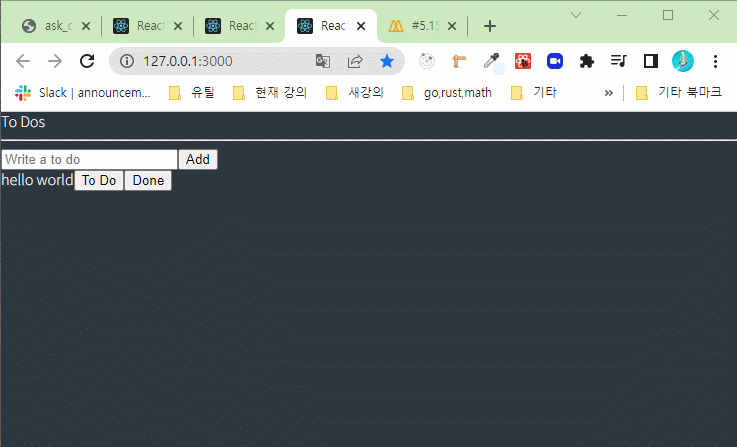 ask_c React React React #5.15
127.0.0.1:3000
Slack | announcem... 유틸 현재 강의 새강의 go,rust,math 기타 » 기타 북마크
To Dos
Write a to do Add
hello world To Do Done